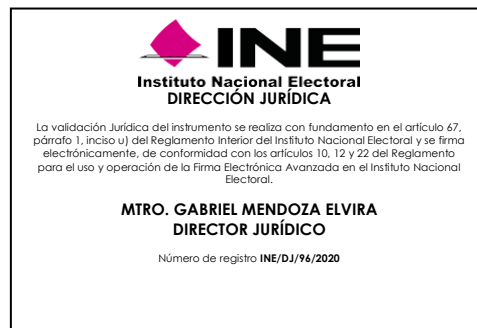 INE
Instituto Nacional Electoral
DIRECCIÓN JURÍDICA
La validación Jurídica del instrumento se realiza con fundamento en el artículo 67,
párrafo 1, inciso u) del Reglamento Interior del Instituto Nacional Electoral y se firma
electrónicamente, de conformidad con los artículos 10, 12 y 22 del Reglamento
para el uso y operación de la Firma Electrónica Avanzada en el Instituto Nacional
Electoral.
MTRO. GABRIEL MENDOZA ELVIRA
DIRECTOR JURÍDICO
Número de registro INE/DJ/96/2020